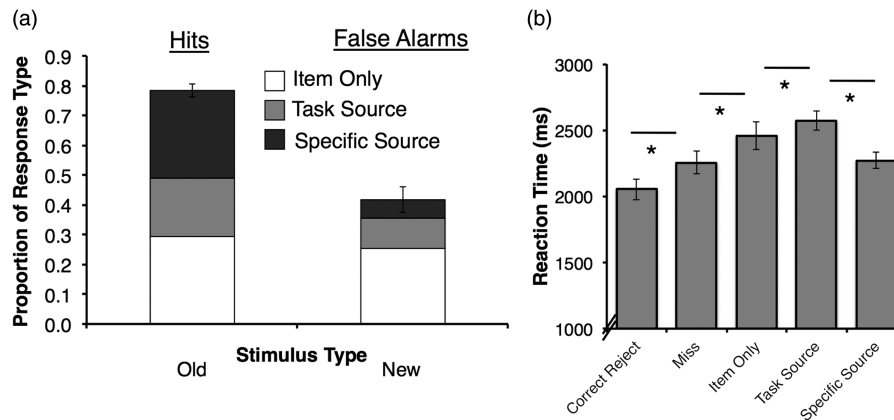 (a)
Hits
False Alarms
Item Only
Task Source
Specific Source
Proportion of Response Type
0.9
0.8
0.7
0.6
0.5
0.4
0.3
0.2
0.1
0.0
Old
Stimulus Type
New
(b)
Reaction Time (ms)
3000
2500
2000
1500
1000
*
*
*
*
Correct Reject
Miss
Item Only
Task Source
Specific Source